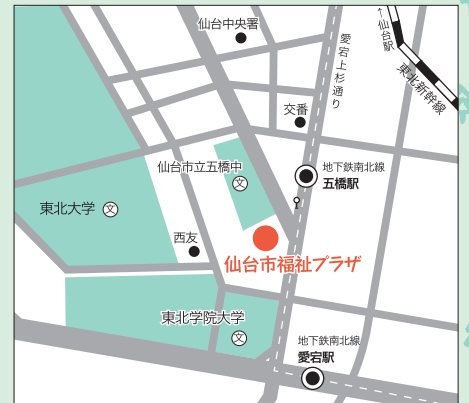 仙台中央署
←仙台駅
愛宕上杉通り
東北新幹線
交番
仙台市立五橋中
文
地下鉄南北線
五橋駅
東北大学
文
西友
仙台市福祉プラザ
東北学院大学
文
地下鉄南北線
愛宕駅